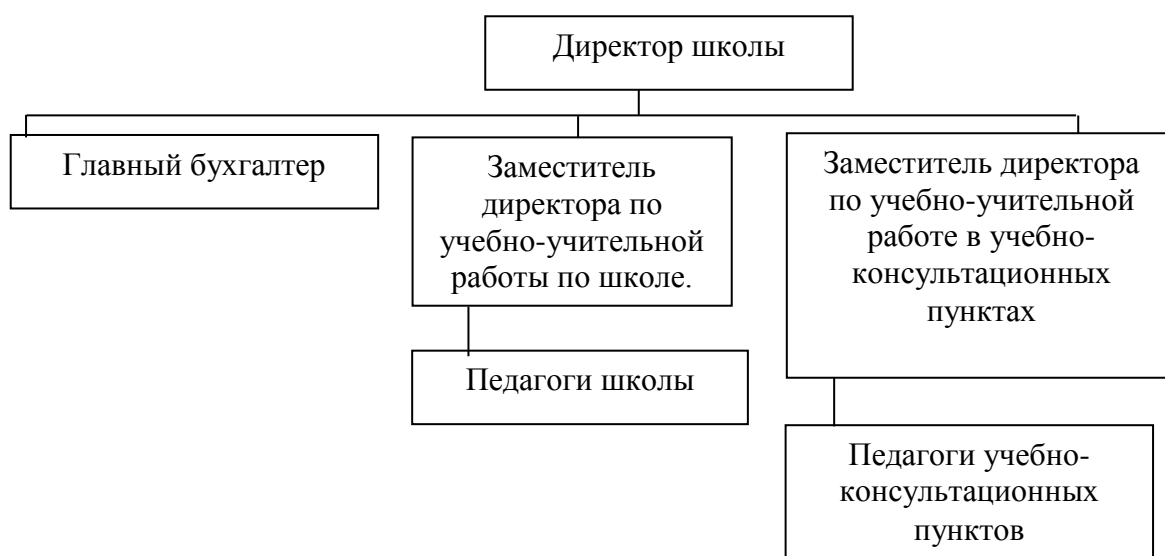 Директор школы
Главный бухгалтер
Заместитель
директора по
учебно-учительной
работы по школе.
Заместитель директора
по учебно-учительной
работе в учебно-
консультационных
пунктах
Педагоги школы
Педагоги учебно-
консультационных
пунктов